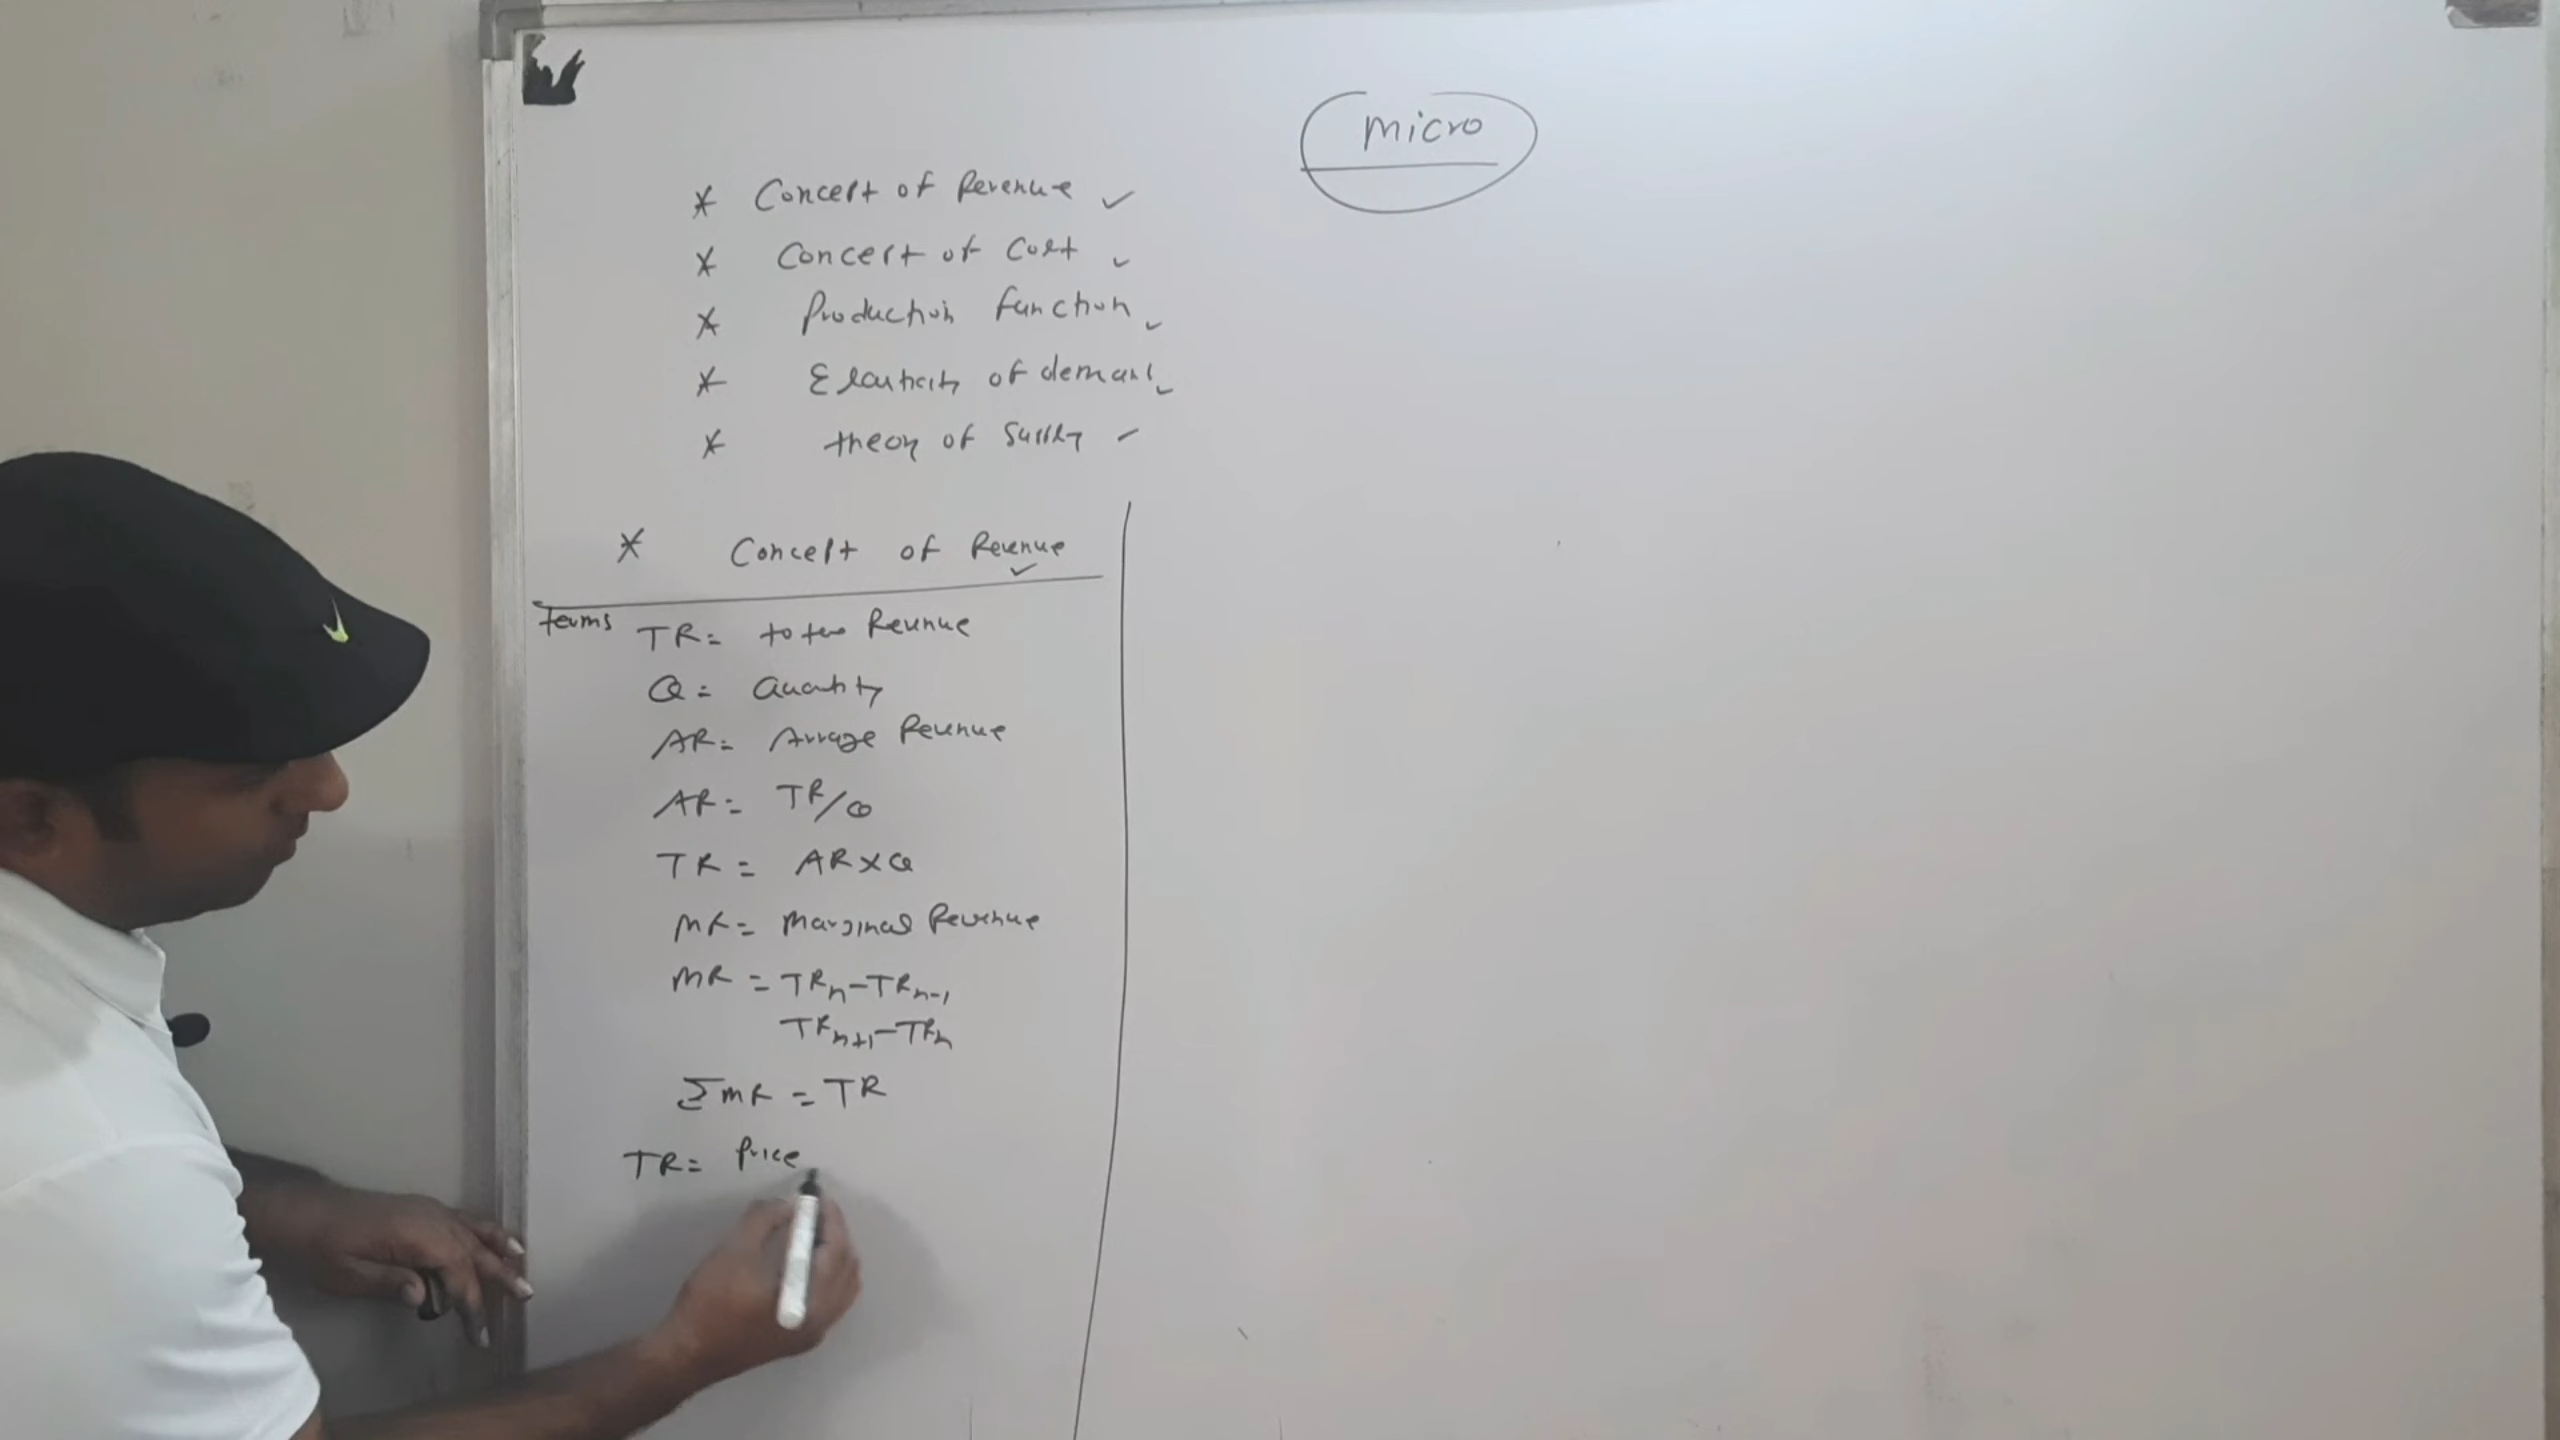 micro
* Concept of Revenue ✓
* Concept of Cost ✓
* Production function ✓
* Elasticity of demand ✓
* theory of Supply ✓
* Concept of Revenue ✓
Terms TR = total Revenue
Q = Quantity
AR = Average Revenue
AR = TR/Q
TR = AR×Q
MR = Marginal Revenue
MR = TRn-TRn-1
TRn+1-TRn
ΣMR = TR
TR = Price